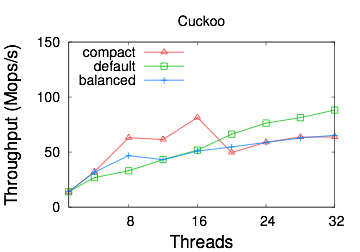 Cuckoo
Throughput (Mops/s)
150
100
50
0
compact
default
balanced
8 16 24 32
Threads